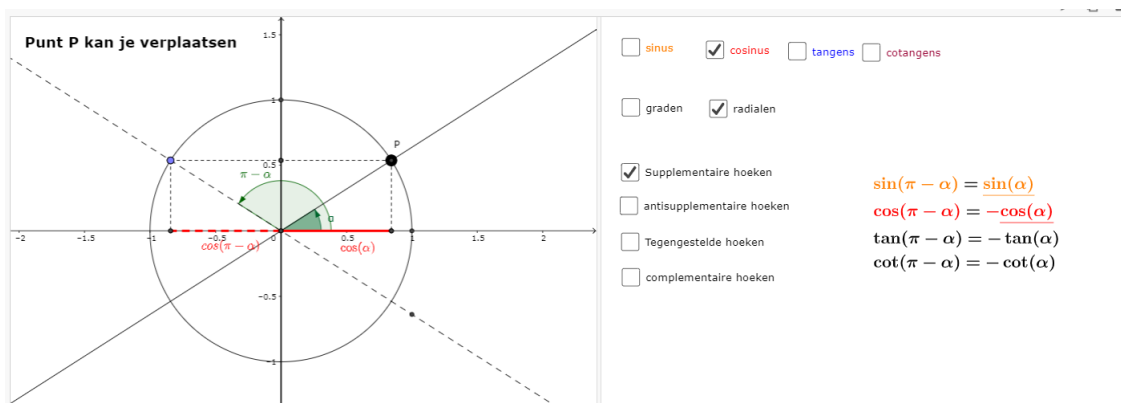 Punt P kan je verplaatsen
1.5
1
0.5
−0.5
−1
−2
−1.5
−1
−0.5
0
0.5
1
1.5
2
P
π − α
α
cos(π − α)
cos(α)
sinus
cosinus
tangens
cotangens
graden
radialen
Supplementaire hoeken
antisupplementaire hoeken
Tegengestelde hoeken
complementaire hoeken
sin(π − α) = sin(α)
cos(π − α) = −cos(α)
tan(π − α) = − tan(α)
cot(π − α) = − cot(α)